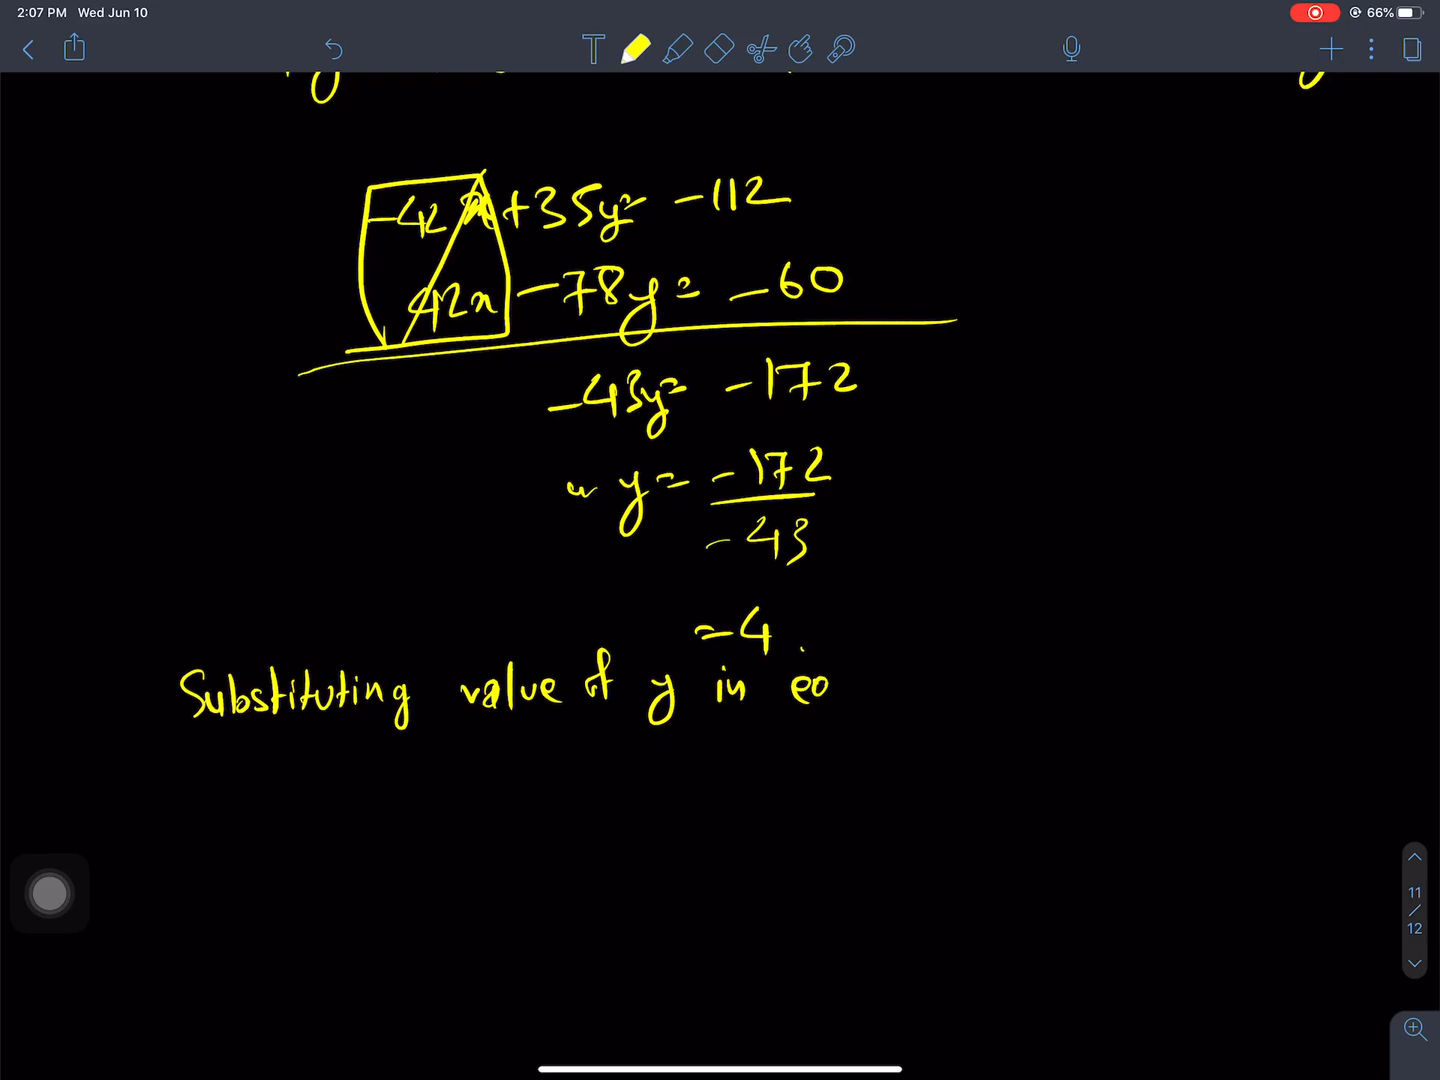 2:07 PM Wed Jun 10 66%
T
-42x+35y= -112
42x -78y= -60
-43y= -172
y= -172
-43
=4
Substituting value of y in eq
11
/
12